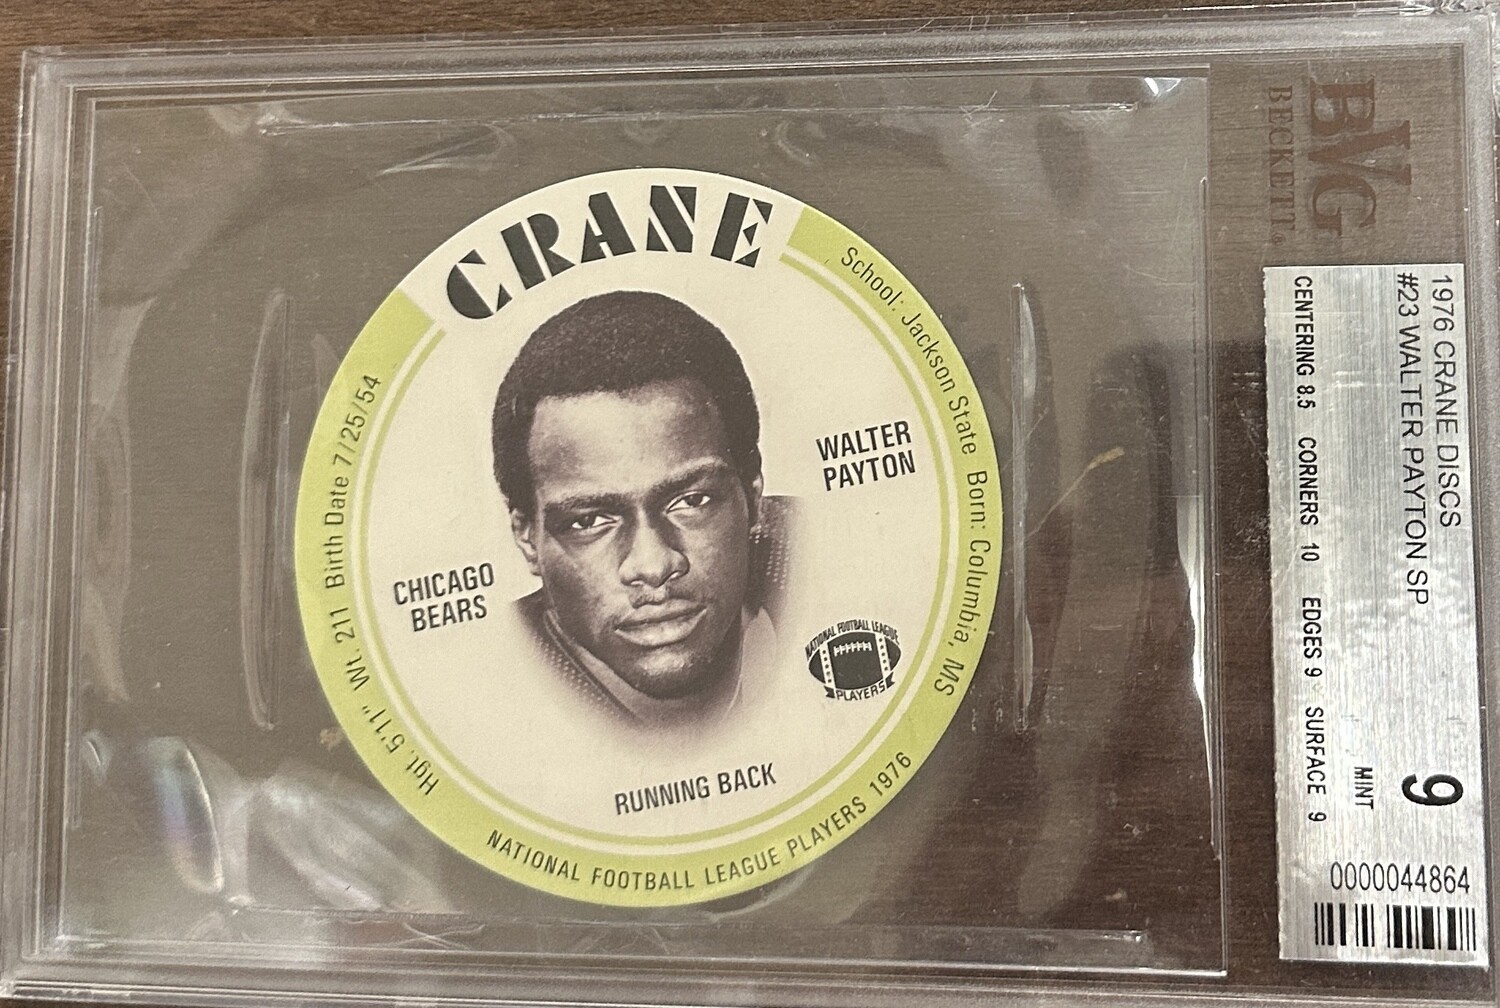 CRANE
School: Jackson State Born: Columbia, MS
Hgt. 5'11" Wt. 211 Birth Date 7/25/54
WALTER
PAYTON
CHICAGO
BEARS
NATIONAL FOOTBALL LEAGUE
PLAYERS
RUNNING BACK
NATIONAL FOOTBALL LEAGUE PLAYERS 1976
BVG
BECKETT
1976 CRANE DISCS
#23 WALTER PAYTON SP
9
MINT
CENTERING 8.5 CORNERS 10 EDGES 9 SURFACE 9
0000044864